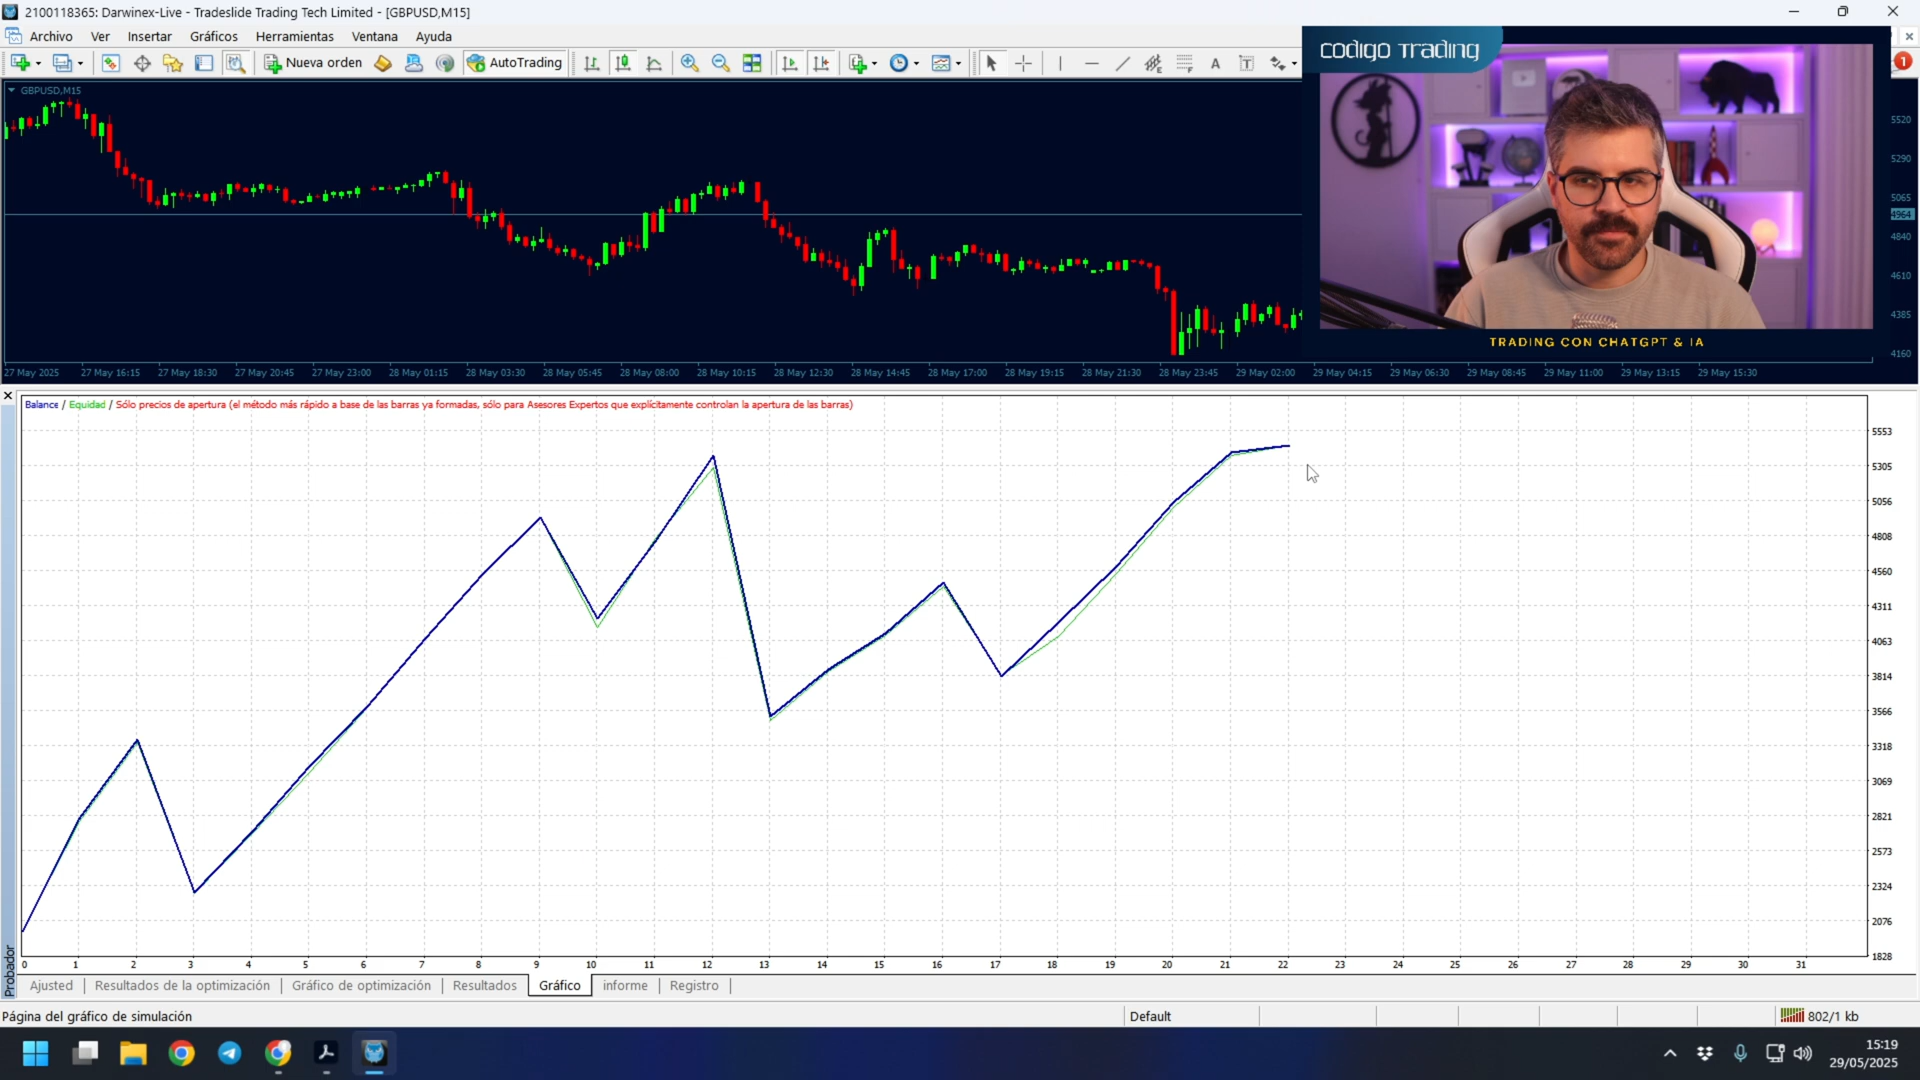 2100118365: Darwinex-Live - Tradeslide Trading Tech Limited - [GBPUSD,M15]
Archivo Ver Insertar Gráficos Herramientas Ventana Ayuda
Nueva orden AutoTrading
A T
1
codigo Trading
GBPUSD,M15
5520
5290
5065
4964
4840
4610
4385
4160
TRADING CON CHATGPT & IA
27 May 2025 27 May 16:15 27 May 18:30 27 May 20:45 27 May 23:00 28 May 01:15 28 May 03:30 28 May 05:45 28 May 08:00 28 May 10:15 28 May 12:30 28 May 14:45 28 May 17:00 28 May 19:15 28 May 21:30 28 May 23:45 29 May 02:00 29 May 04:15 29 May 06:30 29 May 08:45 29 May 11:00 29 May 13:15 29 May 15:30
Balance / Equidad / Sólo precios de apertura (el método más rápido a base de las barras ya formadas, sólo para Asesores Expertos que explícitamente controlan la apertura de las barras)
5553
5305
5056
4808
4560
4311
4063
3814
3566
3318
3069
2821
2573
2324
2076
1828
0 1 2 3 4 5 6 7 8 9 10 11 12 13 14 15 16 17 18 19 20 21 22 23 24 25 26 27 28 29 30 31
Probador
Ajusted Resultados de la optimización Gráfico de optimización Resultados Gráfico informe Registro
Página del gráfico de simulación Default 802/1 kb
15:19
29/05/2025